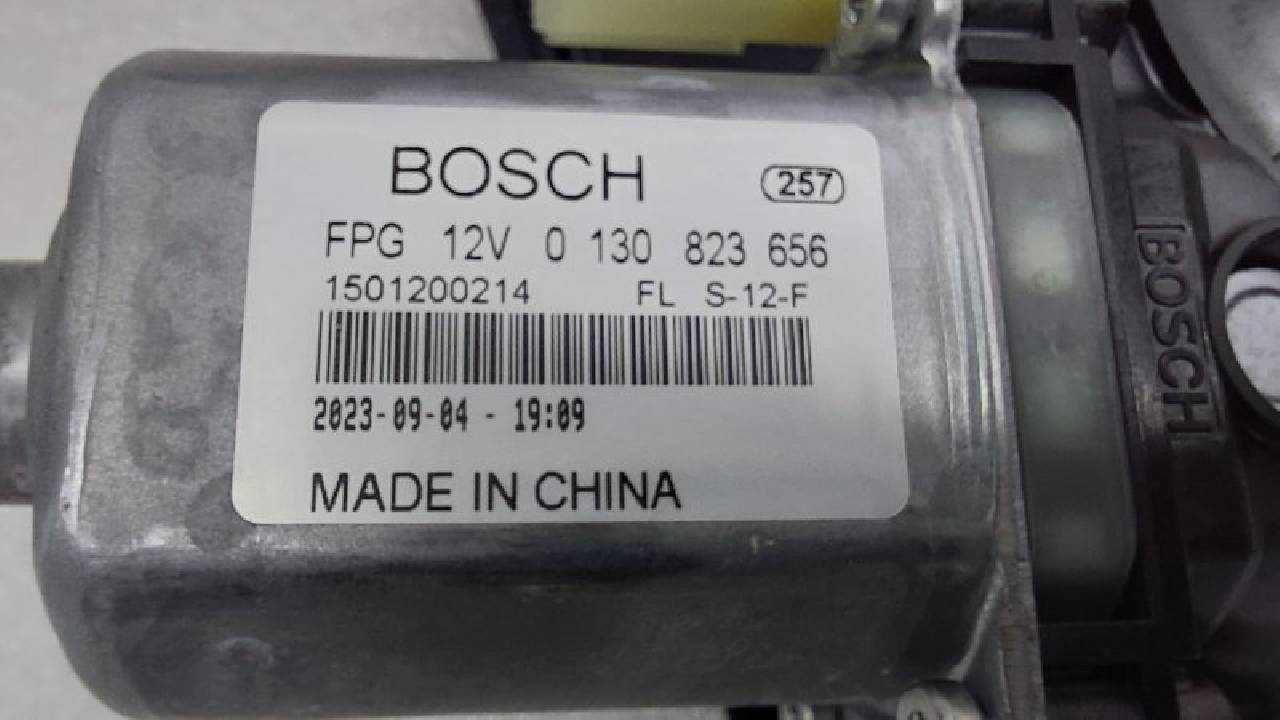 BOSCH 257
FPG 12V 0 130 823 656
1501200214 FL S-12-F
2023-09-04 - 19:09
MADE IN CHINA
BOSCH